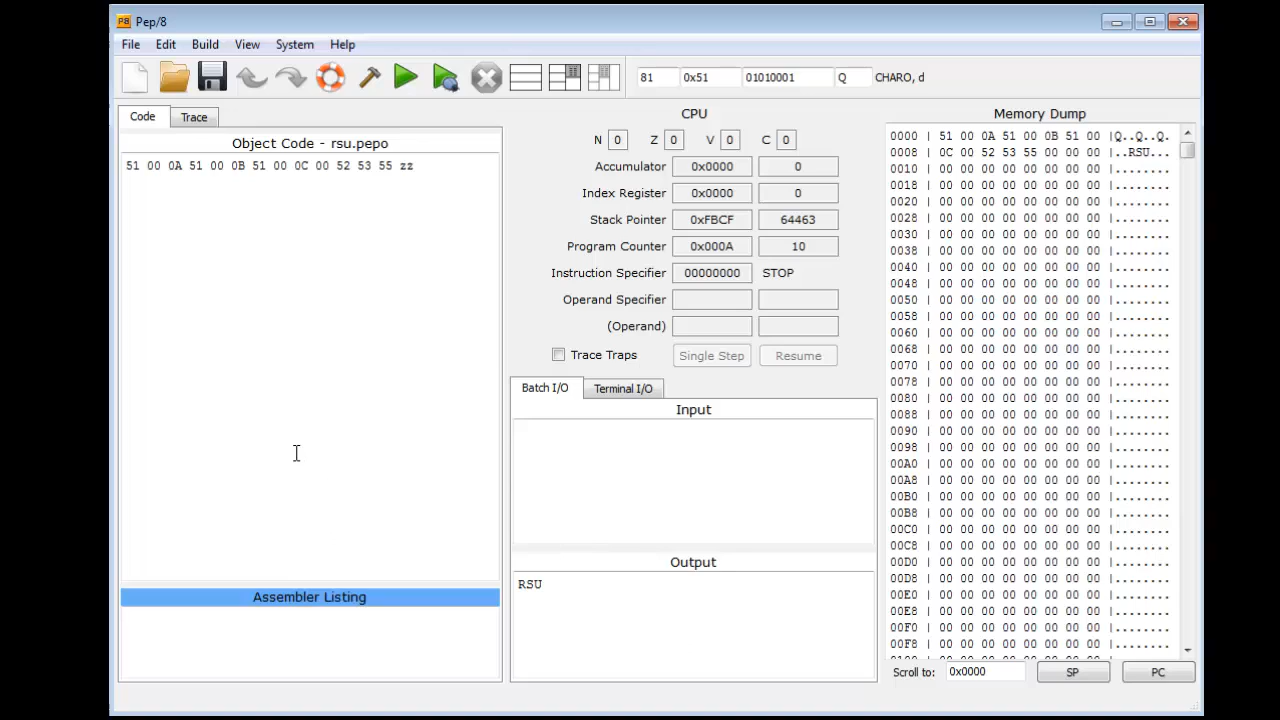 Pep/8
File Edit Build View System Help
81 0x51 01010001 Q CHARO, d
Code Trace
Object Code - rsu.pepo
51 00 0A 51 00 0B 51 00 0C 00 52 53 55 zz
Assembler Listing
CPU
N 0 Z 0 V 0 C 0
Accumulator 0x0000 0
Index Register 0x0000 0
Stack Pointer 0xFBCF 64463
Program Counter 0x000A 10
Instruction Specifier 00000000 STOP
Operand Specifier
(Operand)
Trace Traps Single Step Resume
Batch I/O Terminal I/O
Input
Output
RSU
Memory Dump
0000 | 51 00 0A 51 00 0B 51 00 |Q..Q..Q.
0008 | 0C 00 52 53 55 00 00 00 |..RSU...
0010 | 00 00 00 00 00 00 00 00 |........
0018 | 00 00 00 00 00 00 00 00 |........
0020 | 00 00 00 00 00 00 00 00 |........
0028 | 00 00 00 00 00 00 00 00 |........
0030 | 00 00 00 00 00 00 00 00 |........
0038 | 00 00 00 00 00 00 00 00 |........
0040 | 00 00 00 00 00 00 00 00 |........
0048 | 00 00 00 00 00 00 00 00 |........
0050 | 00 00 00 00 00 00 00 00 |........
0058 | 00 00 00 00 00 00 00 00 |........
0060 | 00 00 00 00 00 00 00 00 |........
0068 | 00 00 00 00 00 00 00 00 |........
0070 | 00 00 00 00 00 00 00 00 |........
0078 | 00 00 00 00 00 00 00 00 |........
0080 | 00 00 00 00 00 00 00 00 |........
0088 | 00 00 00 00 00 00 00 00 |........
0090 | 00 00 00 00 00 00 00 00 |........
0098 | 00 00 00 00 00 00 00 00 |........
00A0 | 00 00 00 00 00 00 00 00 |........
00A8 | 00 00 00 00 00 00 00 00 |........
00B0 | 00 00 00 00 00 00 00 00 |........
00B8 | 00 00 00 00 00 00 00 00 |........
00C0 | 00 00 00 00 00 00 00 00 |........
00C8 | 00 00 00 00 00 00 00 00 |........
00D0 | 00 00 00 00 00 00 00 00 |........
00D8 | 00 00 00 00 00 00 00 00 |........
00E0 | 00 00 00 00 00 00 00 00 |........
00E8 | 00 00 00 00 00 00 00 00 |........
00F0 | 00 00 00 00 00 00 00 00 |........
00F8 | 00 00 00 00 00 00 00 00 |........
Scroll to: 0x0000 SP PC